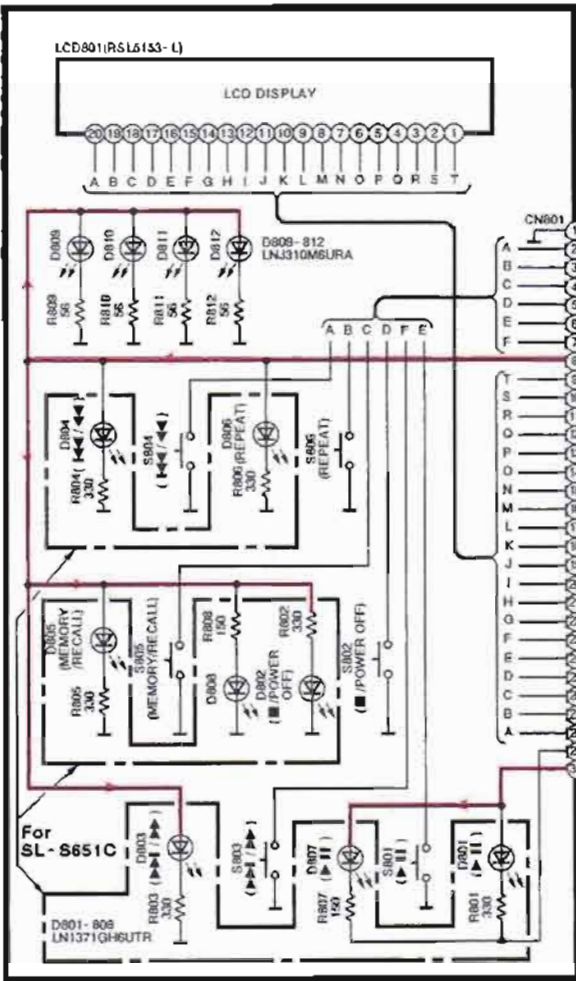 LCD801(RSL5153-L)
LCD DISPLAY
20 19 18 17 16 15 14 13 12 11 10 9 8 7 6 5 4 3 2 1
A B C D E F G H I J K L M N O P Q R S T
CN801
D809
D810
D811
D812
D809-812
LNJ310M6URA
R809
56
R810
56
R811
56
R812
56
A B C D F E
A
B
C
D
E
F
D804
(⏮/◀◀)
S804
(⏮/◀◀)
D806
(REPEAT)
S806
(REPEAT)
R804
330
R806
330
T
S
R
Q
P
O
N
M
L
K
J
I
H
G
F
E
D
C
B
A
D805
(MEMORY
/RECALL)
S805
(MEMORY/RECALL)
R808
150
R802
330
D808
D802
(■/POWER
OFF)
S802
(■/POWER OFF)
R805
330
For
SL-S651C
D803
(▶▶/⏭)
S803
(▶▶/⏭)
D807
(▶❚❚)
S801
(▶❚❚)
D801
(▶❚❚)
R803
330
R807
150
R801
330
D801-808
LN1371GH6UTR